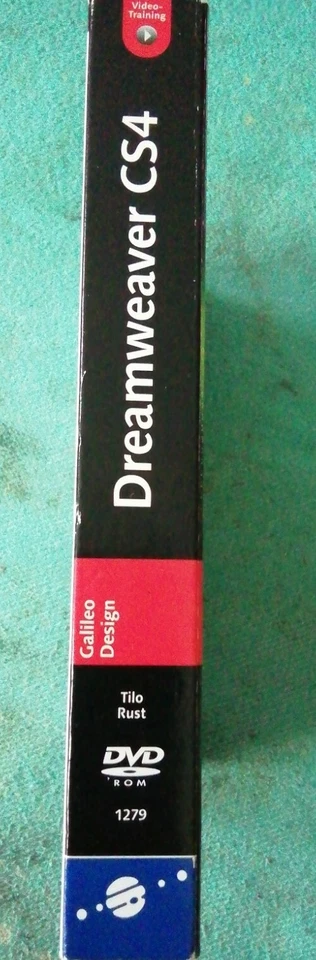 Video-
Training
Dreamweaver CS4
Galileo
Design
Tilo
Rust
DVD
ROM
1279